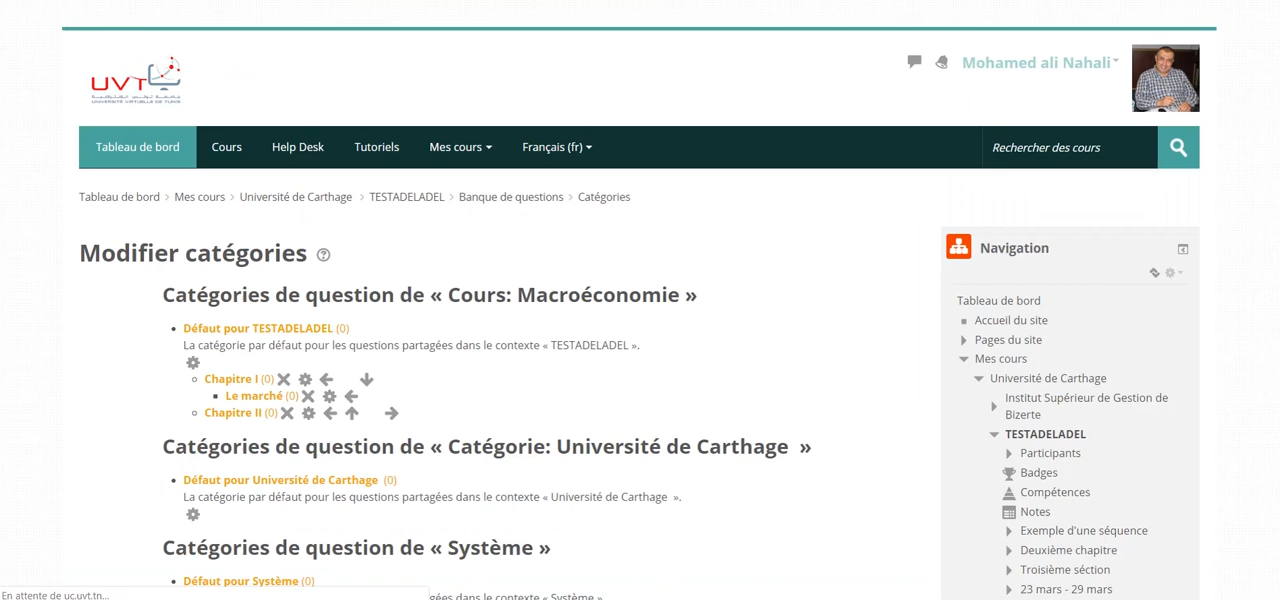 UVT
UNIVERSITÉ VIRTUELLE DE TUNIS
Mohamed ali Nahali
Tableau de bord
Cours
Help Desk
Tutoriels
Mes cours
Français (fr)
Rechercher des cours
Tableau de bord > Mes cours > Université de Carthage > TESTADELADEL > Banque de questions > Catégories
Modifier catégories
Catégories de question de « Cours: Macroéconomie »
Défaut pour TESTADELADEL (0)
La catégorie par défaut pour les questions partagées dans le contexte « TESTADELADEL ».
Chapitre I (0)
Le marché (0)
Chapitre II (0)
Catégories de question de « Catégorie: Université de Carthage »
Défaut pour Université de Carthage (0)
La catégorie par défaut pour les questions partagées dans le contexte « Université de Carthage ».
Catégories de question de « Système »
Défaut pour Système (0)
gées dans le contexte « Système ».
En attente de uc.uvt.tn...
Navigation
Tableau de bord
Accueil du site
Pages du site
Mes cours
Université de Carthage
Institut Supérieur de Gestion de
Bizerte
TESTADELADEL
Participants
Badges
Compétences
Notes
Exemple d'une séquence
Deuxième chapitre
Troisième séction
23 mars - 29 mars